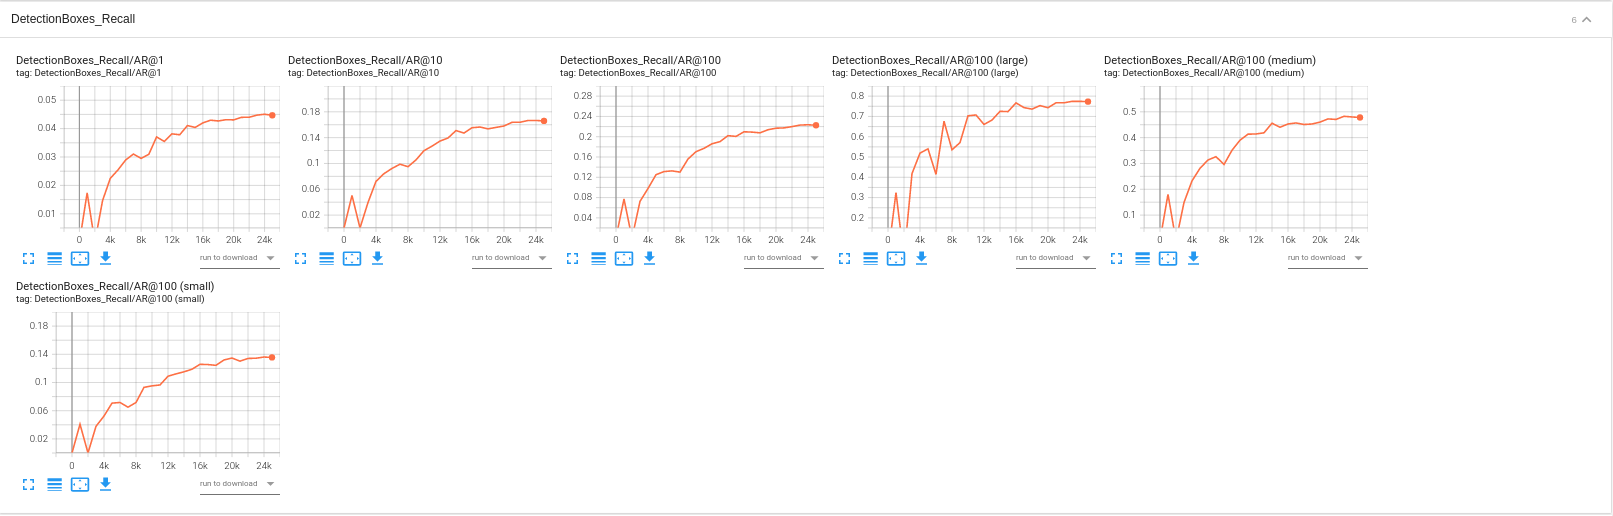 DetectionBoxes_Recall
6
DetectionBoxes_Recall/AR@1
tag: DetectionBoxes_Recall/AR@1
0.05
0.04
0.03
0.02
0.01
0 4k 8k 12k 16k 20k 24k
run to download
DetectionBoxes_Recall/AR@10
tag: DetectionBoxes_Recall/AR@10
0.18
0.14
0.1
0.06
0.02
0 4k 8k 12k 16k 20k 24k
run to download
DetectionBoxes_Recall/AR@100
tag: DetectionBoxes_Recall/AR@100
0.28
0.24
0.2
0.16
0.12
0.08
0.04
0 4k 8k 12k 16k 20k 24k
run to download
DetectionBoxes_Recall/AR@100 (large)
tag: DetectionBoxes_Recall/AR@100 (large)
0.8
0.7
0.6
0.5
0.4
0.3
0.2
0 4k 8k 12k 16k 20k 24k
run to download
DetectionBoxes_Recall/AR@100 (medium)
tag: DetectionBoxes_Recall/AR@100 (medium)
0.5
0.4
0.3
0.2
0.1
0 4k 8k 12k 16k 20k 24k
run to download
DetectionBoxes_Recall/AR@100 (small)
tag: DetectionBoxes_Recall/AR@100 (small)
0.18
0.14
0.1
0.06
0.02
0 4k 8k 12k 16k 20k 24k
run to download